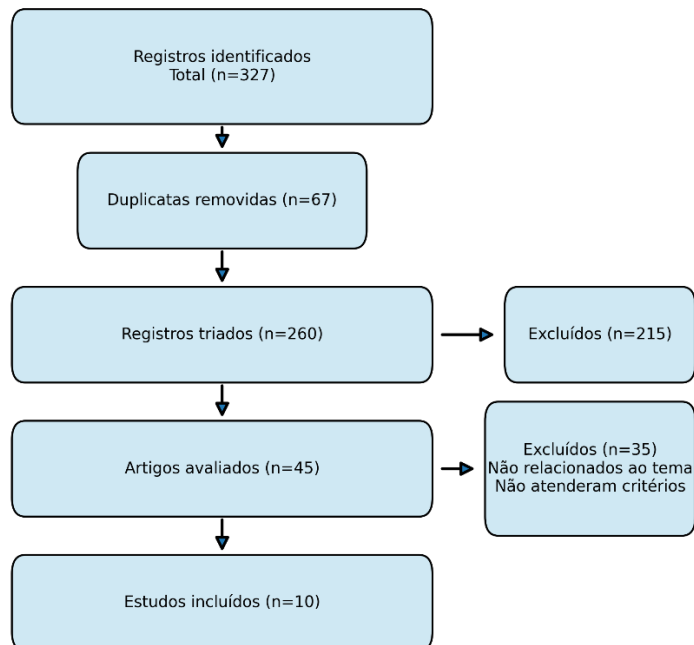 Registros identificados
Total (n=327)
Duplicatas removidas (n=67)
Registros triados (n=260)
Excluídos (n=215)
Artigos avaliados (n=45)
Excluídos (n=35)
Não relacionados ao tema
Não atenderam critérios
Estudos incluídos (n=10)